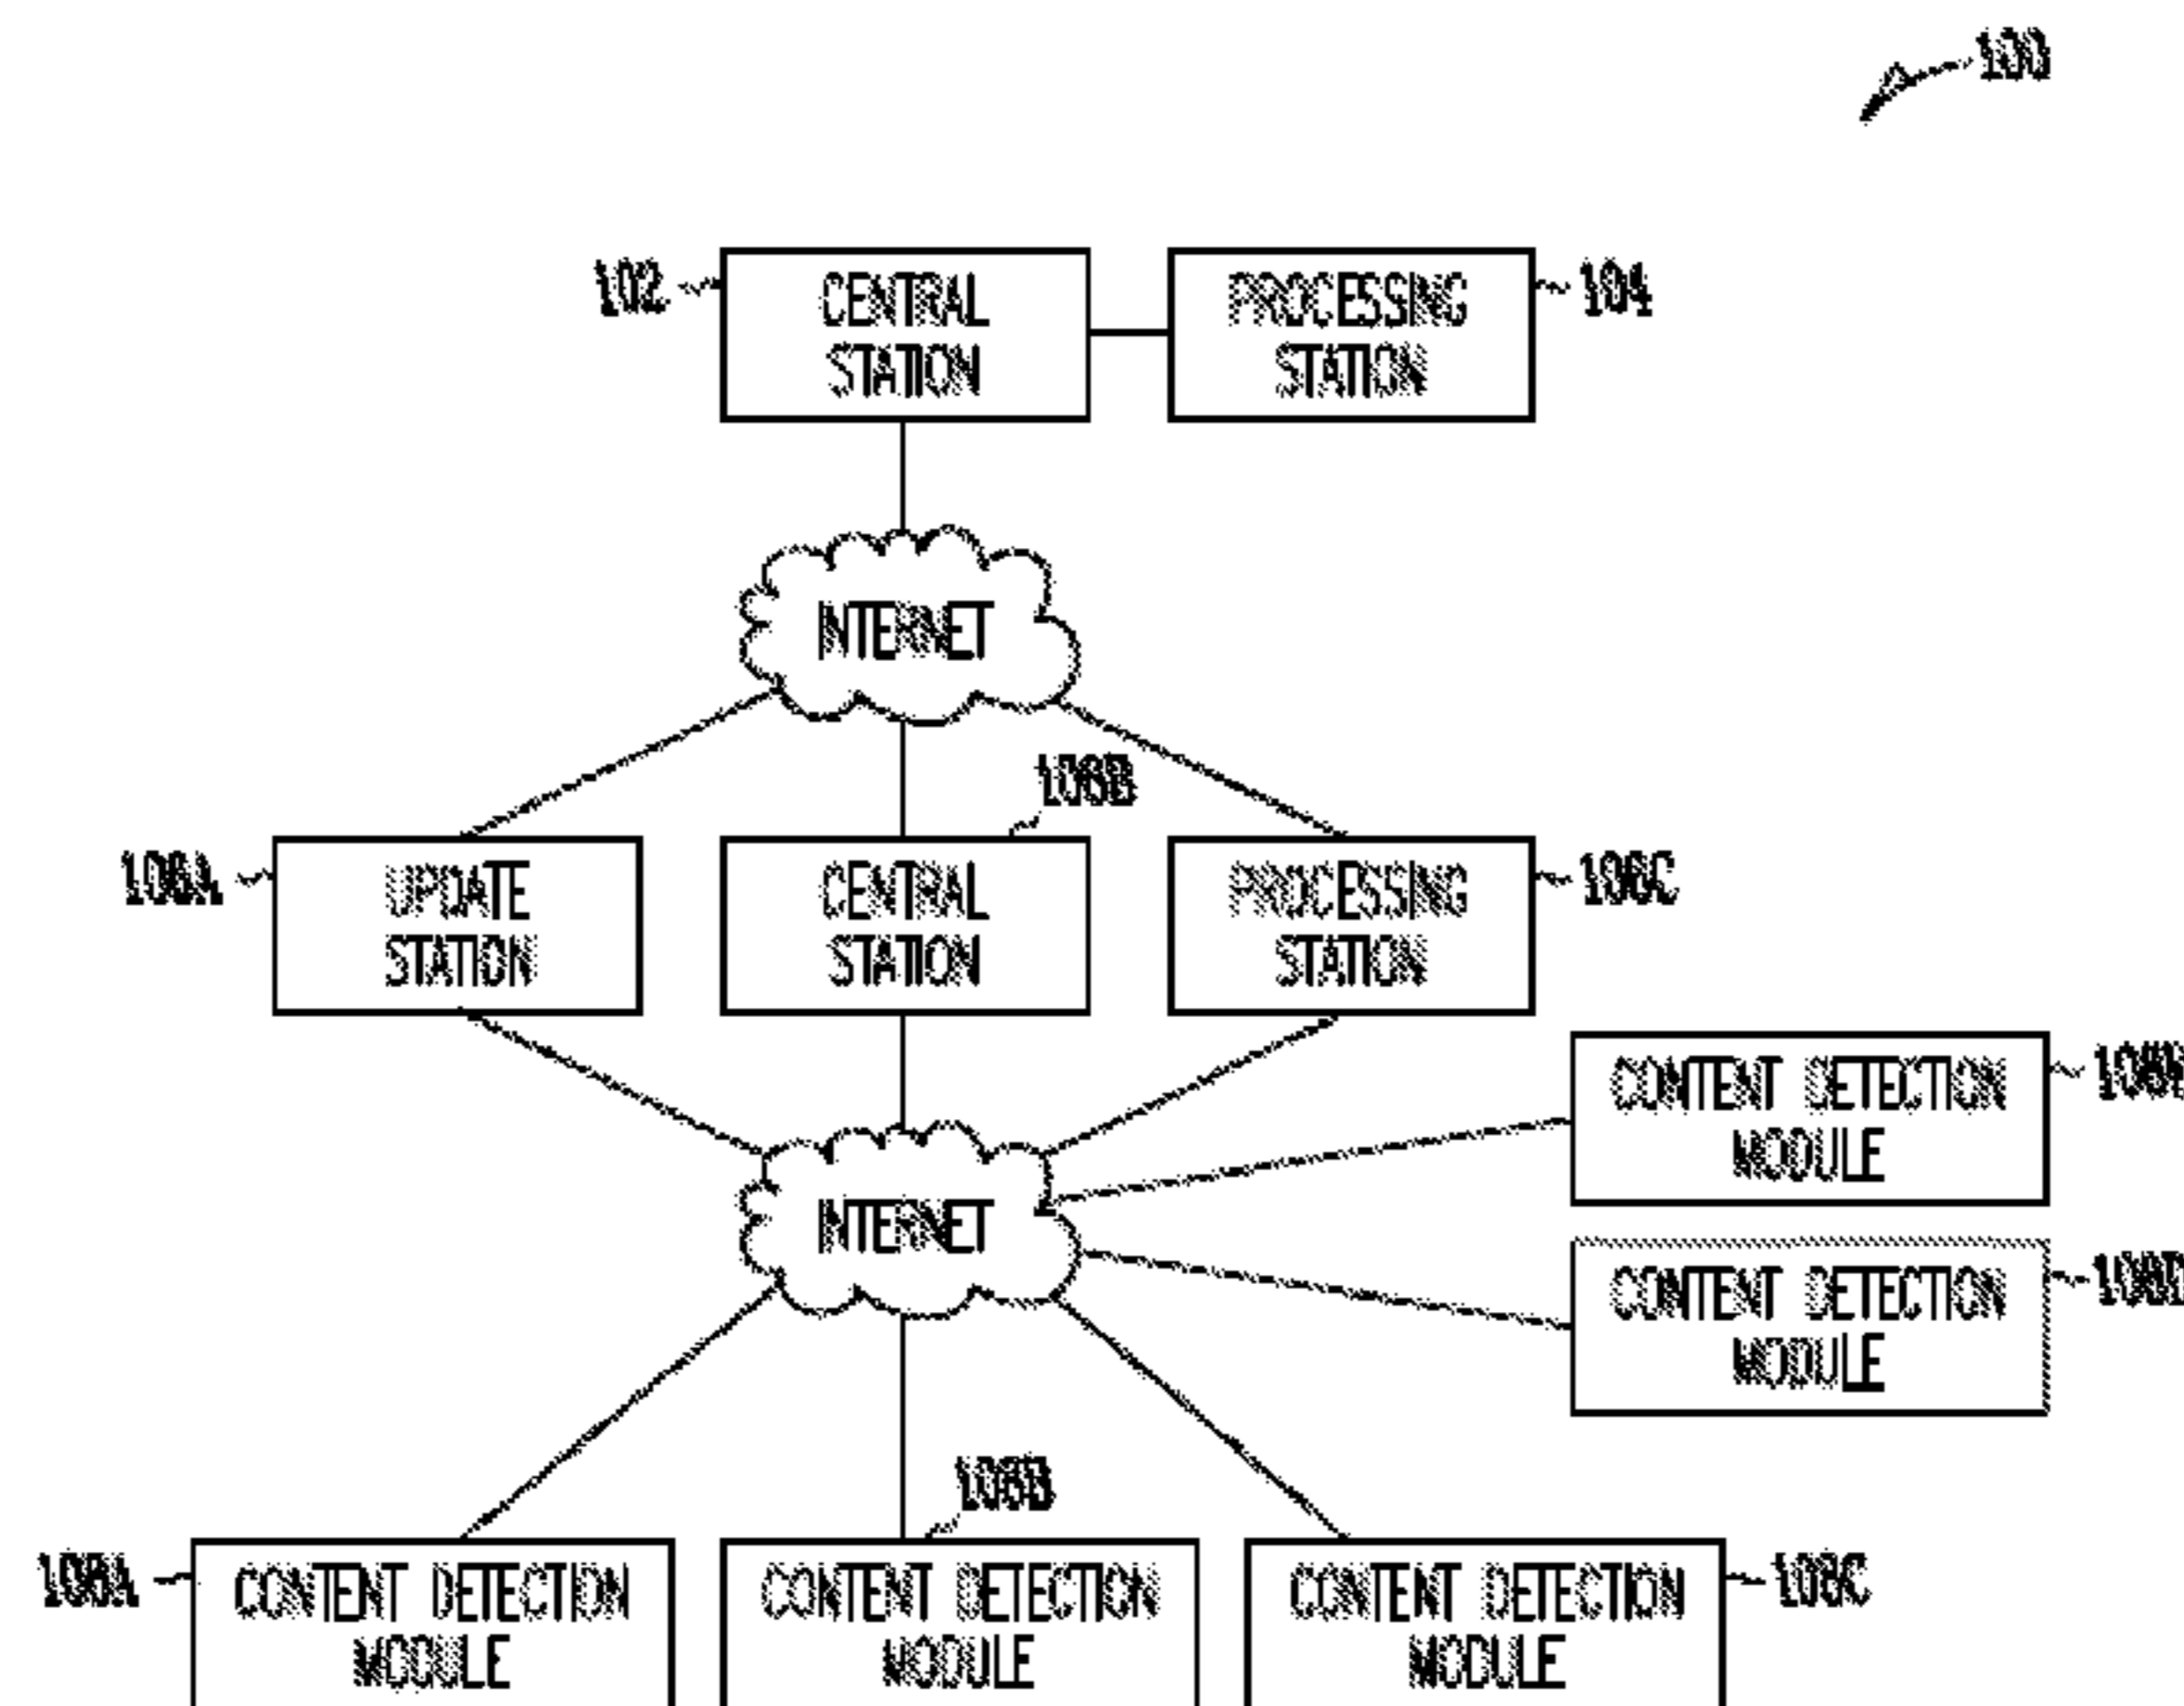 100
102
CENTRAL
STATION
PROCESSING
STATION
104
INTERNET
106B
106A
UPDATE
STATION
CENTRAL
STATION
PROCESSING
STATION
106C
CONTENT DETECTION
MODULE
INTERNET
CONTENT DETECTION
MODULE
108B
108A
CONTENT DETECTION
MODULE
CONTENT DETECTION
MODULE
CONTENT DETECTION
MODULE
108C